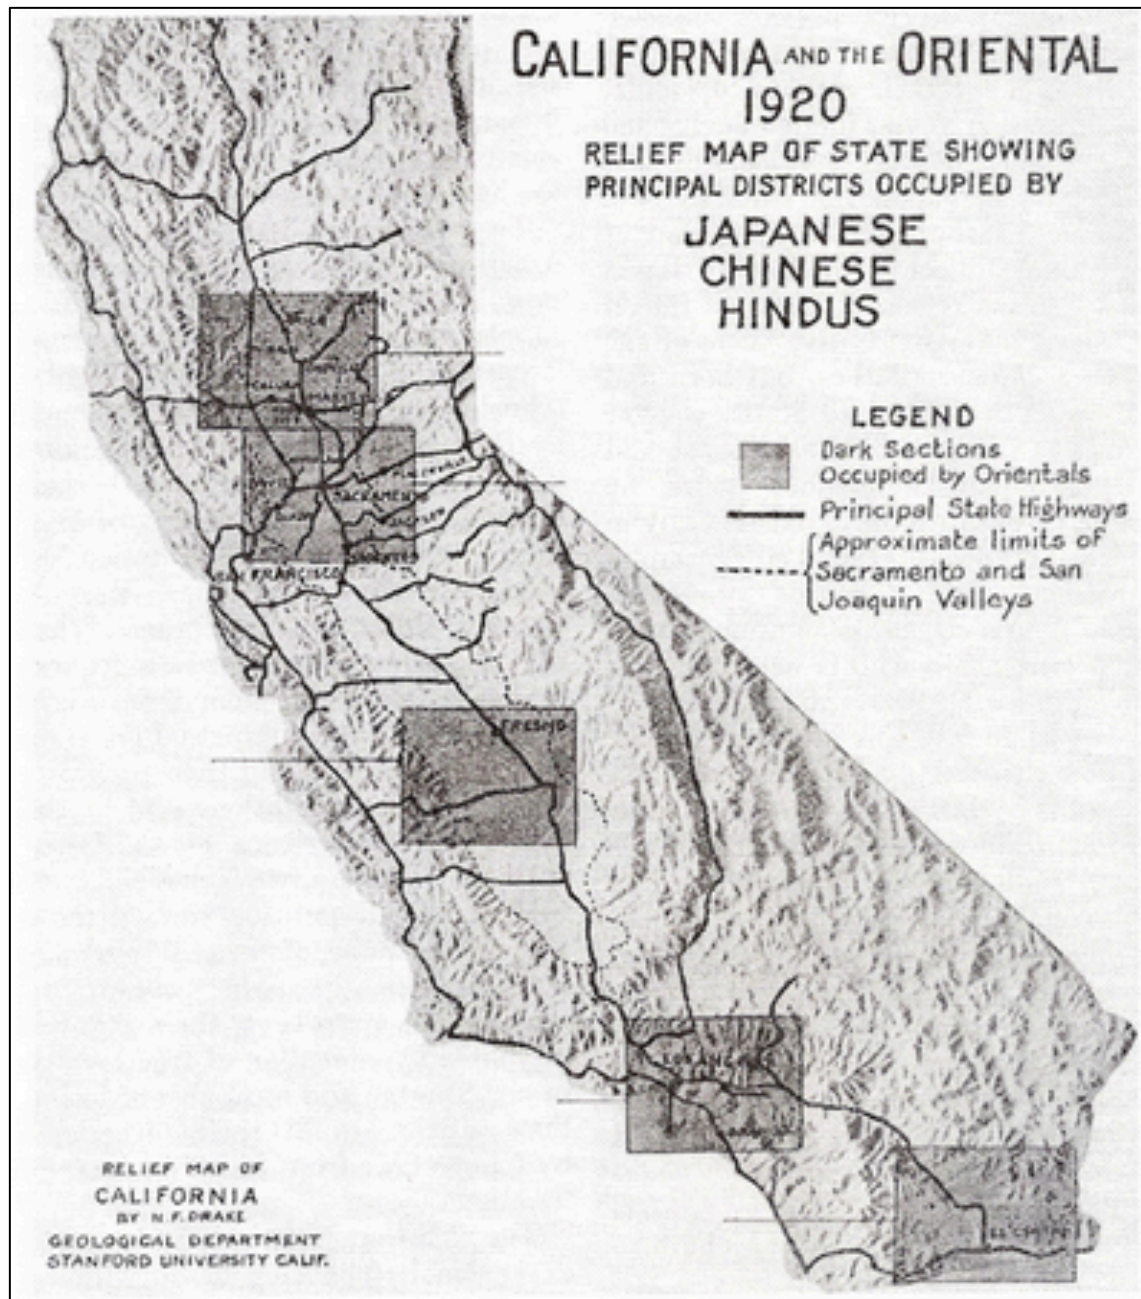 CALIFORNIA AND THE ORIENTAL
1920
RELIEF MAP OF STATE SHOWING
PRINCIPAL DISTRICTS OCCUPIED BY
JAPANESE
CHINESE
HINDUS
LEGEND
Dark Sections
Occupied by Orientals
Principal State Highways
Approximate limits of
Sacramento and San
Joaquin Valleys
COLUSA
SACRAMENTO
FRANCISCO
FRESNO
RELIEF MAP OF
CALIFORNIA
BY N. F. DRAKE
GEOLOGICAL DEPARTMENT
STANFORD UNIVERSITY CALIF.